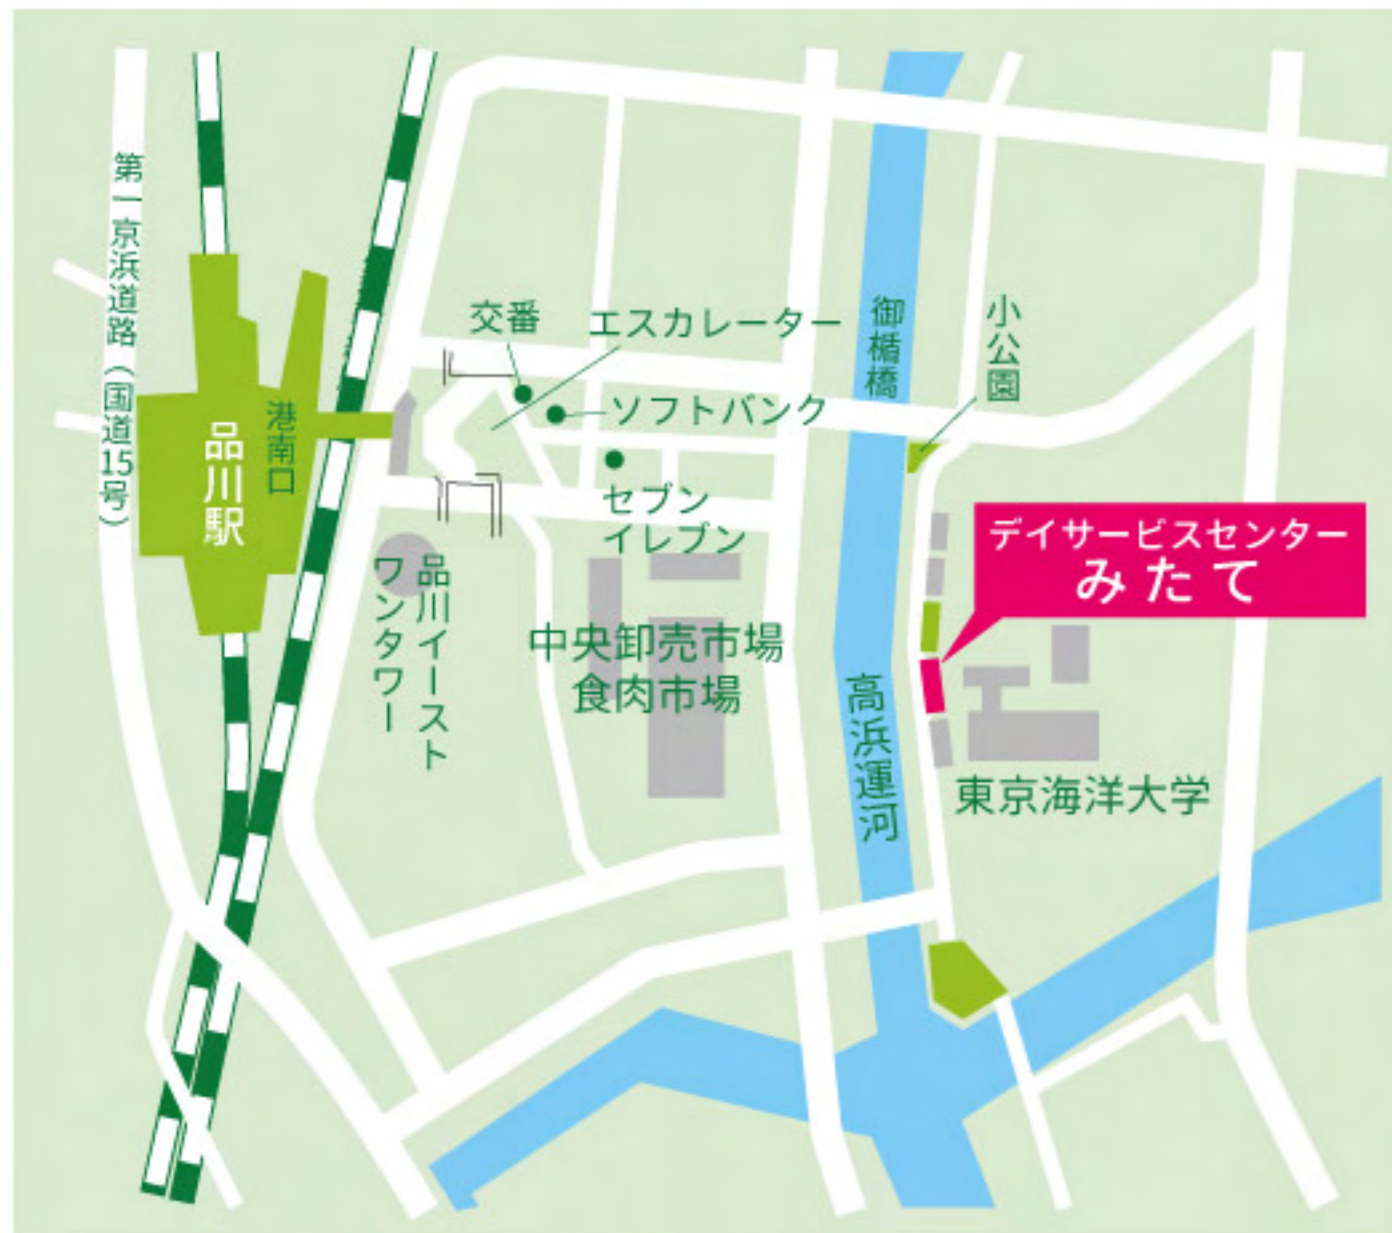 第一京浜道路（国道15号）
品川駅
港南口
交番
エスカレーター
ソフトバンク
セブン
イレブン
御楯橋
小公園
デイサービスセンター
みたて
品川イースト
ワンタワー
中央卸売市場
食肉市場
高浜運河
東京海洋大学